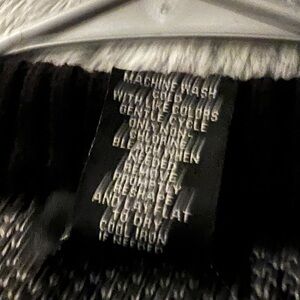 MACHINE WASH
WITH COLD
LIKE COLORS
GENTLE CYCLE
ONLY NON-
CHLORINE
BLEACH WHEN
NEEDED
REMOVE
PROMPTLY
RESHAPE
AND LAY FLAT
TO DRY
COOL IRON
IF NEEDED